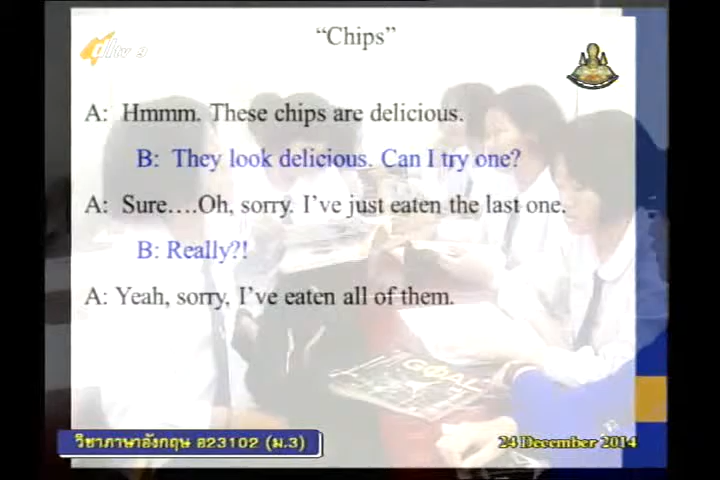 “Chips”
dltv 9
A: Hmmm. These chips are delicious.
B: They look delicious. Can I try one?
A: Sure….Oh, sorry. I’ve just eaten the last one.
B: Really?!
A: Yeah, sorry, I’ve eaten all of them.
GOAL
วิชาภาษาอังกฤษ อ23102 (ม.3)
24 December 2014